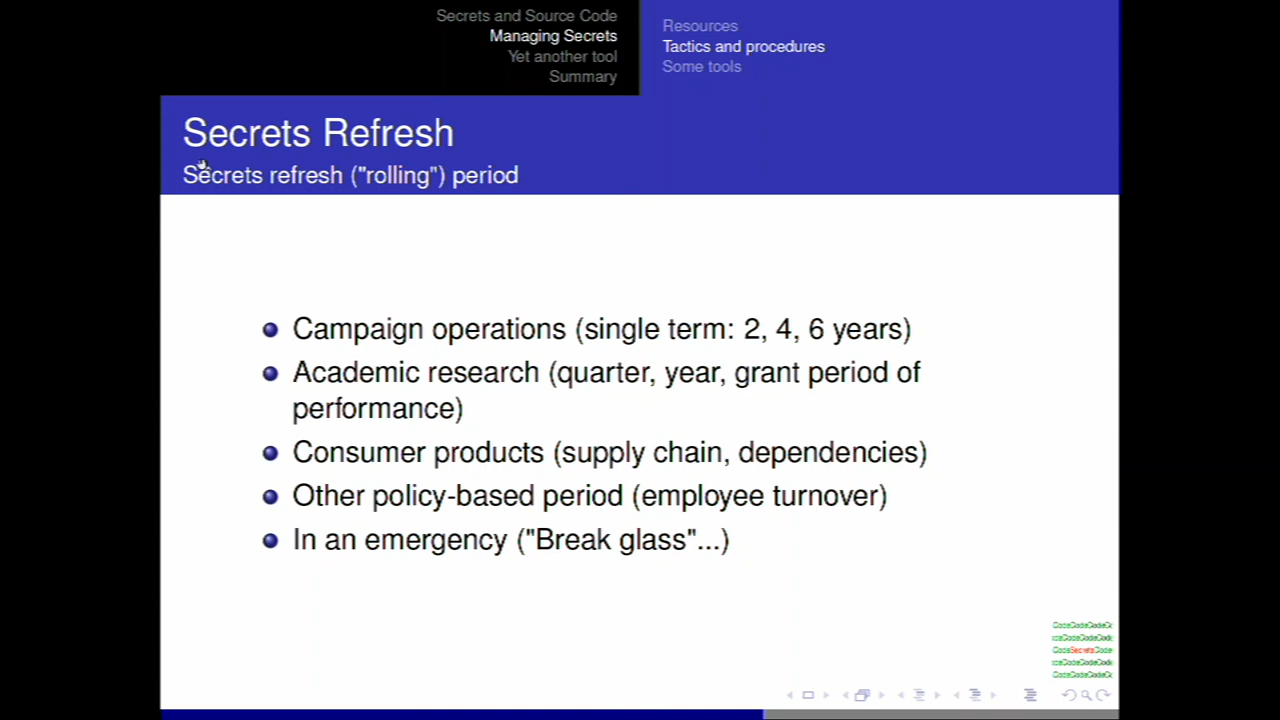 Secrets and Source Code
Managing Secrets
Yet another tool
Summary
Resources
Tactics and procedures
Some tools
Secrets Refresh
Secrets refresh ("rolling") period
Campaign operations (single term: 2, 4, 6 years)
Academic research (quarter, year, grant period of
performance)
Consumer products (supply chain, dependencies)
Other policy-based period (employee turnover)
In an emergency ("Break glass"...)
CodeSecretsCode